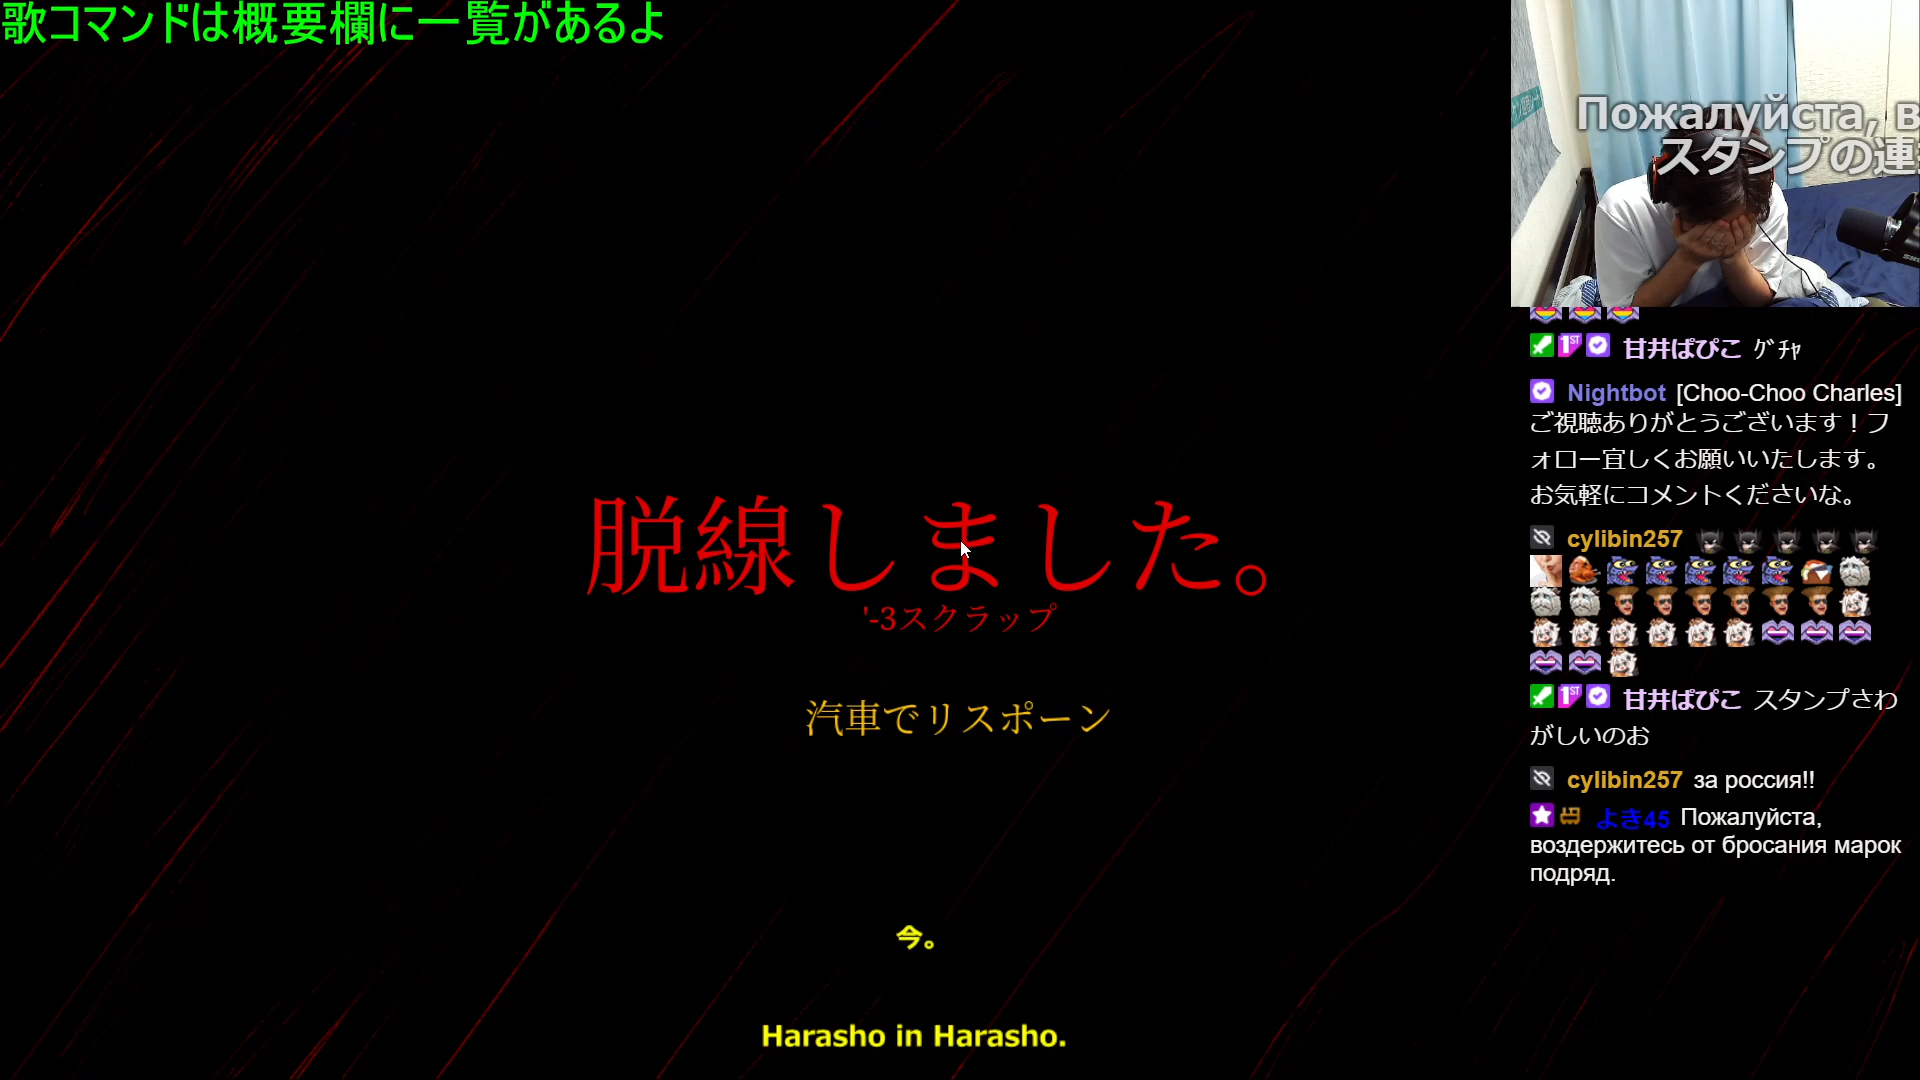 歌コマンドは概要欄に一覧があるよ
Пожалуйста, в
スタンプの連
甘井ぱぴこ ｸﾞﾁｬ
Nightbot [Choo-Choo Charles]
ご視聴ありがとうございます！フ
ォロー宜しくお願いいたします。
お気軽にコメントくださいな。
cylibin257
甘井ぱぴこ スタンプさわ
がしいのお
cylibin257 за россия!!
よき45 Пожалуйста,
воздержитесь от бросания марок
подряд.
脱線しました。
'-3スクラップ
汽車でリスポーン
今。
Harasho in Harasho.